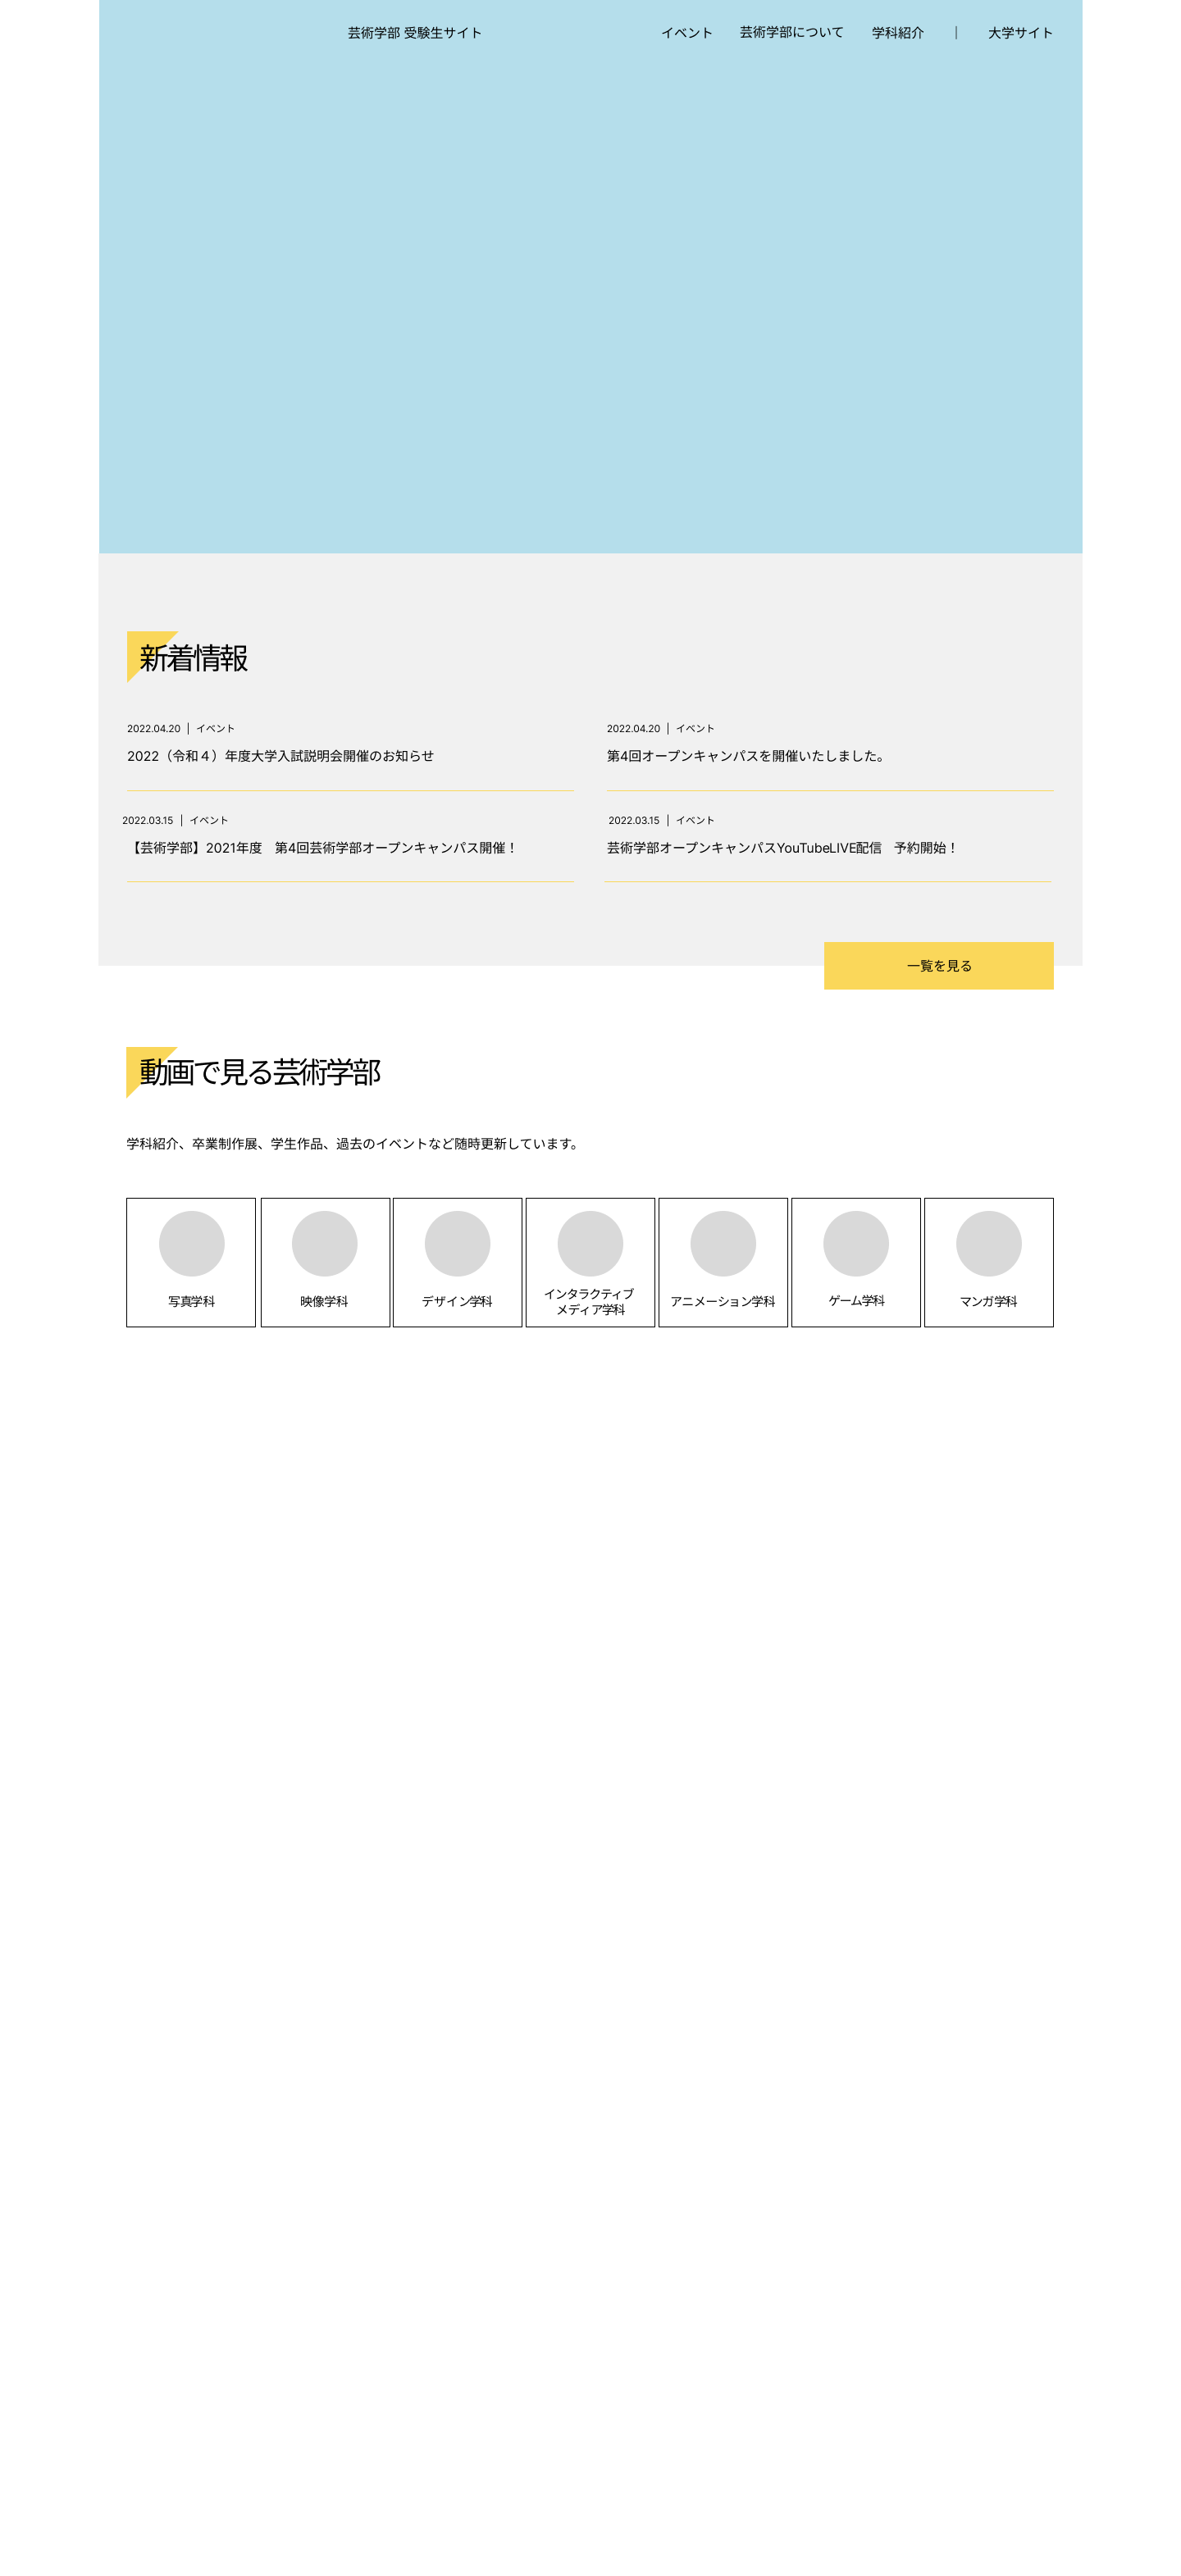 芸術学部 受験生サイト
イベント
芸術学部について
学科紹介
｜
大学サイト
新着情報
2022.04.20 | イベント
2022（令和４）年度大学入試説明会開催のお知らせ
2022.04.20 | イベント
第4回オープンキャンパスを開催いたしました。
2022.03.15 | イベント
【芸術学部】2021年度　第4回芸術学部オープンキャンパス開催！
2022.03.15 | イベント
芸術学部オープンキャンパスYouTubeLIVE配信　予約開始！
一覧を見る
動画で見る芸術学部
学科紹介、卒業制作展、学生作品、過去のイベントなど随時更新しています。
写真学科
映像学科
デザイン学科
インタラクティブ
メディア学科
アニメーション学科
ゲーム学科
マンガ学科